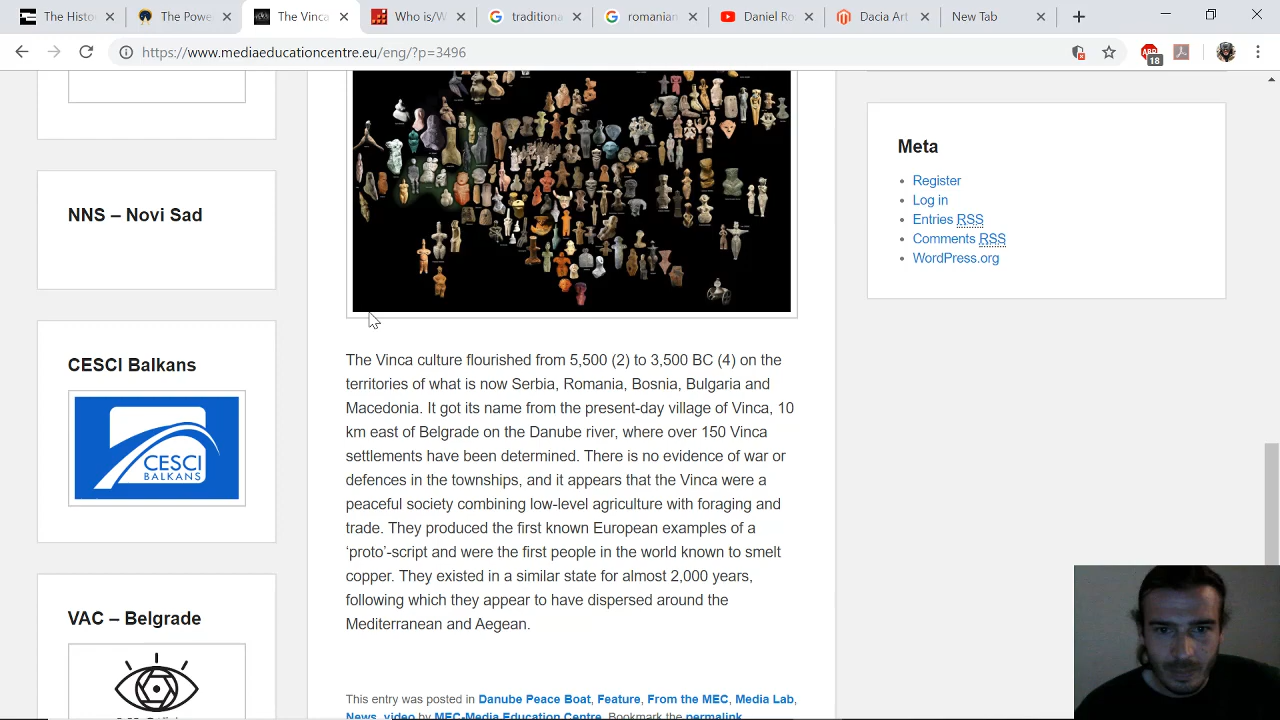 The Histo
The Powe
The Vinca
Who is/W
traditiona
romanian
Daniel Ro
Dacia Art
New Tab
https://www.mediaeducationcentre.eu/eng/?p=3496
ABP
18
NNS – Novi Sad
CESCI Balkans
CESCI
BALKANS
VAC – Belgrade
The Vinca culture flourished from 5,500 (2) to 3,500 BC (4) on the
territories of what is now Serbia, Romania, Bosnia, Bulgaria and
Macedonia. It got its name from the present-day village of Vinca, 10
km east of Belgrade on the Danube river, where over 150 Vinca
settlements have been determined. There is no evidence of war or
defences in the townships, and it appears that the Vinca were a
peaceful society combining low-level agriculture with foraging and
trade. They produced the first known European examples of a
‘proto’-script and were the first people in the world known to smelt
copper. They existed in a similar state for almost 2,000 years,
following which they appear to have dispersed around the
Mediterranean and Aegean.
This entry was posted in Danube Peace Boat, Feature, From the MEC, Media Lab,
News, video by MEC-Media Education Centre. Bookmark the permalink.
Meta
Register
Log in
Entries RSS
Comments RSS
WordPress.org